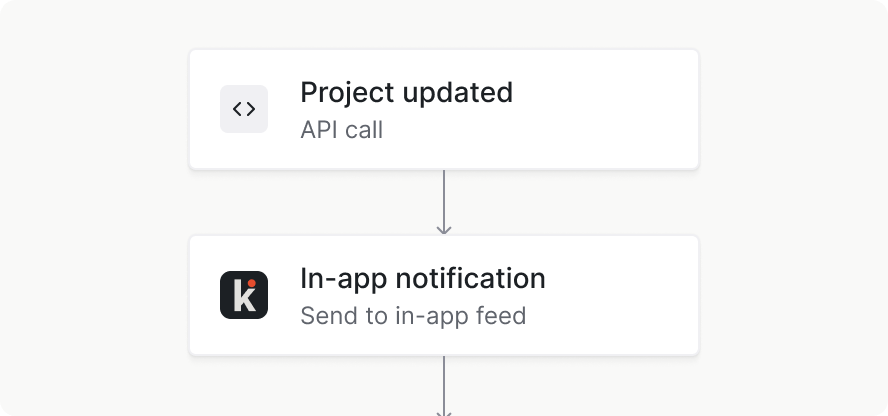 Project updated
API call
In-app notification
Send to in-app feed